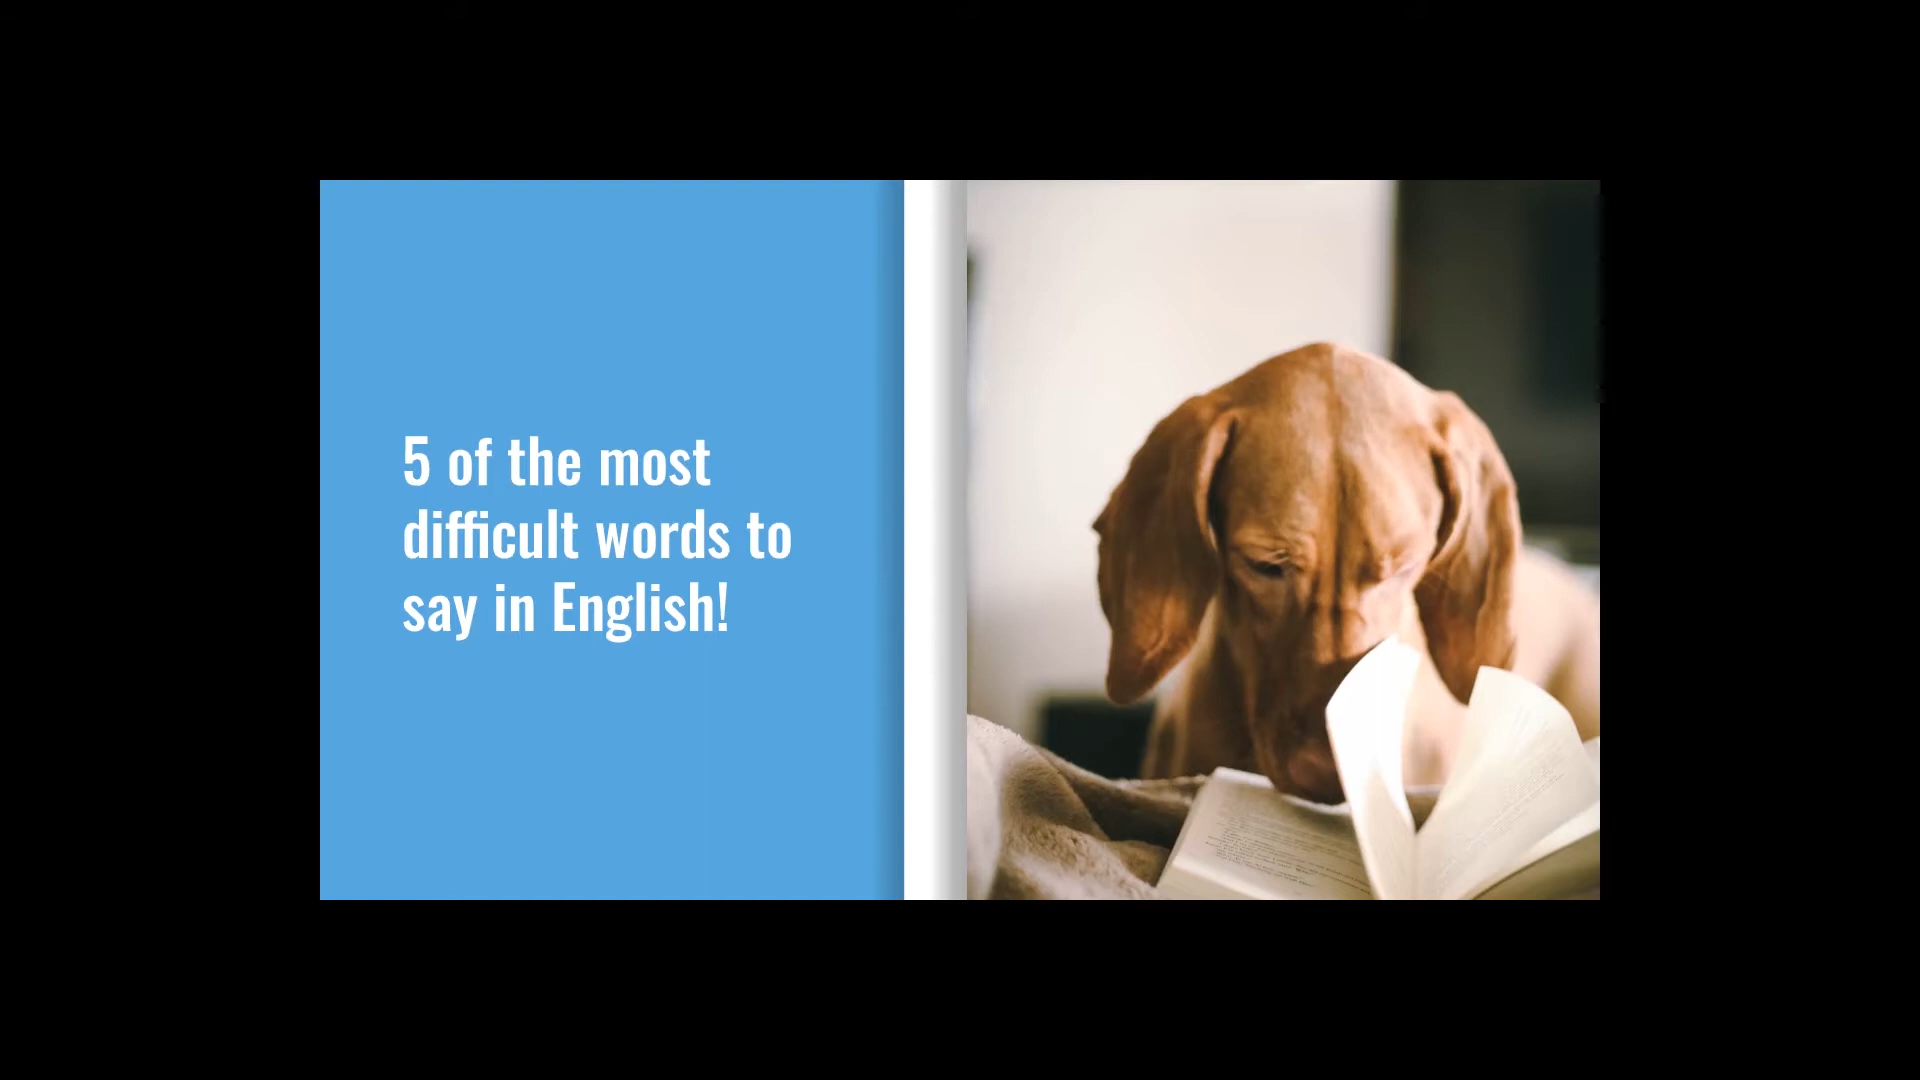 5 of the most
difficult words to
say in English!